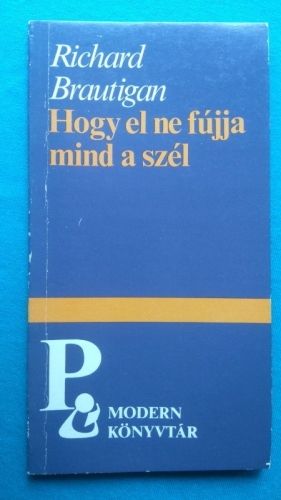 Richard
Brautigan
Hogy el ne fújja
mind a szél
P
MODERN
KÖNYVTÁR